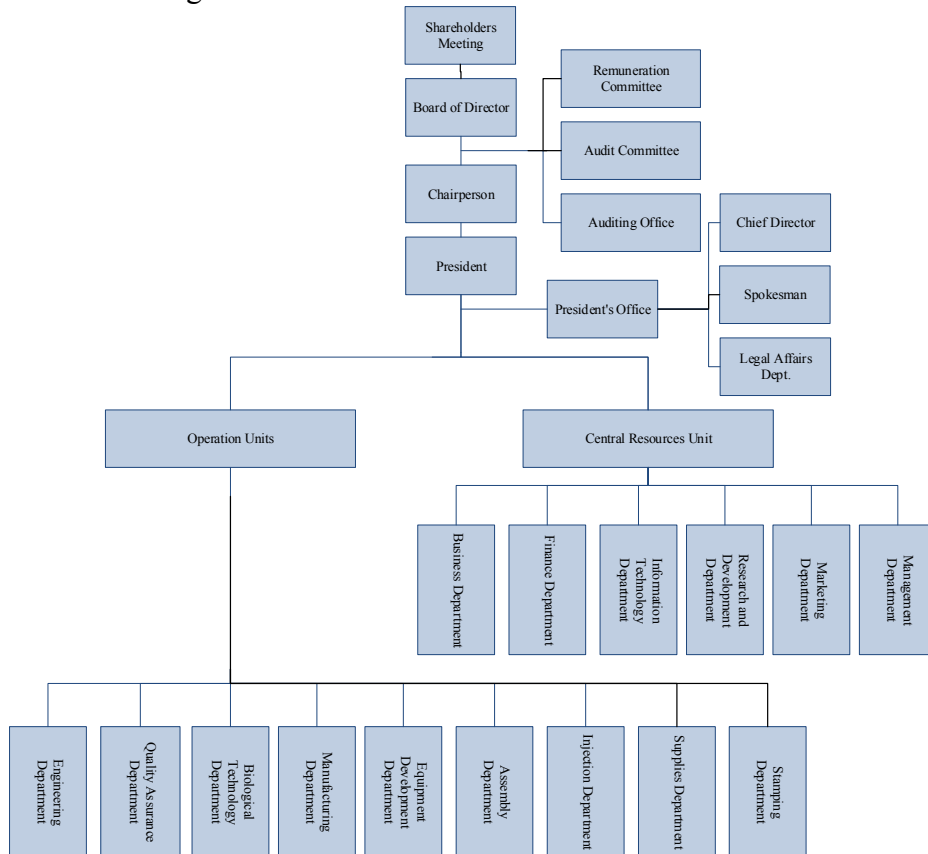 Shareholders
Meeting
Remuneration
Committee
Board of Director
Audit Committee
Chairperson
Auditing Office
Chief Director
President
President's Office
Spokesman
Legal Affairs
Dept.
Operation Units
Central Resources Unit
Business Department
Finance Department
Information
Technology
Department
Research and
Development
Department
Marketing
Department
Management
Department
Engineering
Department
Quality Assurance
Department
Biological
Technology
Department
Manufacturing
Department
Equipment
Development
Department
Assembly
Department
Injection Department
Supplies Department
Stamping
Department